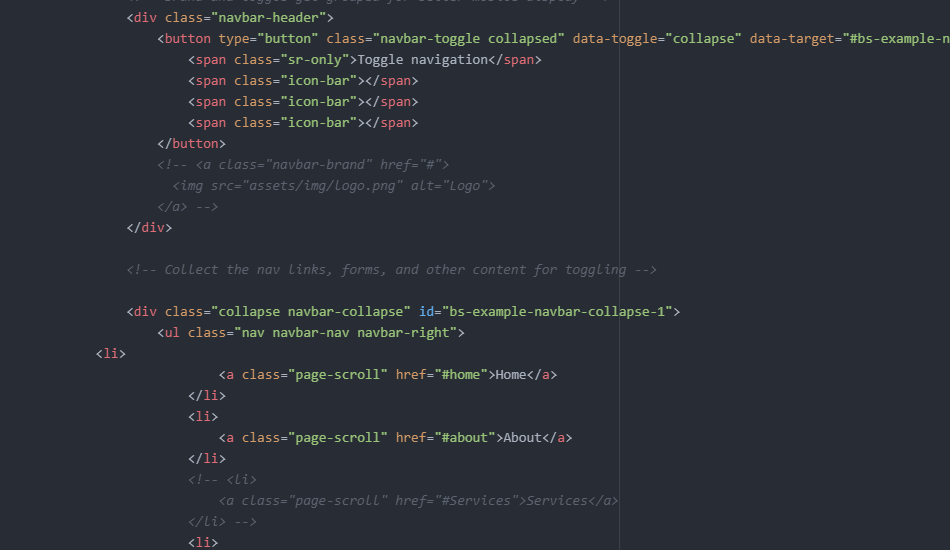 <div class="navbar-header">
<button type="button" class="navbar-toggle collapsed" data-toggle="collapse" data-target="#bs-example-n
<span class="sr-only">Toggle navigation</span>
<span class="icon-bar"></span>
<span class="icon-bar"></span>
<span class="icon-bar"></span>
</button>
<!-- <a class="navbar-brand" href="#">
<img src="assets/img/logo.png" alt="Logo">
</a> -->
</div>
<!-- Collect the nav links, forms, and other content for toggling -->
<div class="collapse navbar-collapse" id="bs-example-navbar-collapse-1">
<ul class="nav navbar-nav navbar-right">
<li>
<a class="page-scroll" href="#home">Home</a>
</li>
<li>
<a class="page-scroll" href="#about">About</a>
</li>
<!-- <li>
<a class="page-scroll" href="#Services">Services</a>
</li> -->
<li>